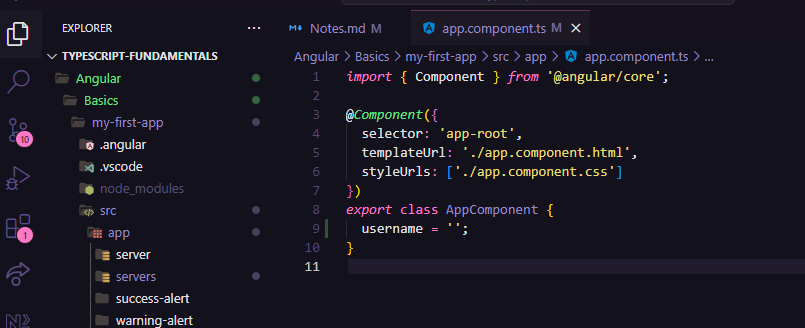 EXPLORER
TYPESCRIPT-FUNDAMENTALS
Angular
Basics
my-first-app
.angular
.vscode
node_modules
src
app
server
servers
success-alert
warning-alert
10
1
Notes.md M
app.component.ts M
Angular > Basics > my-first-app > src > app > app.component.ts > ...
1 import { Component } from '@angular/core';
2
3 @Component({
4 selector: 'app-root',
5 templateUrl: './app.component.html',
6 styleUrls: ['./app.component.css']
7 })
8 export class AppComponent {
9 username = '';
10 }
11